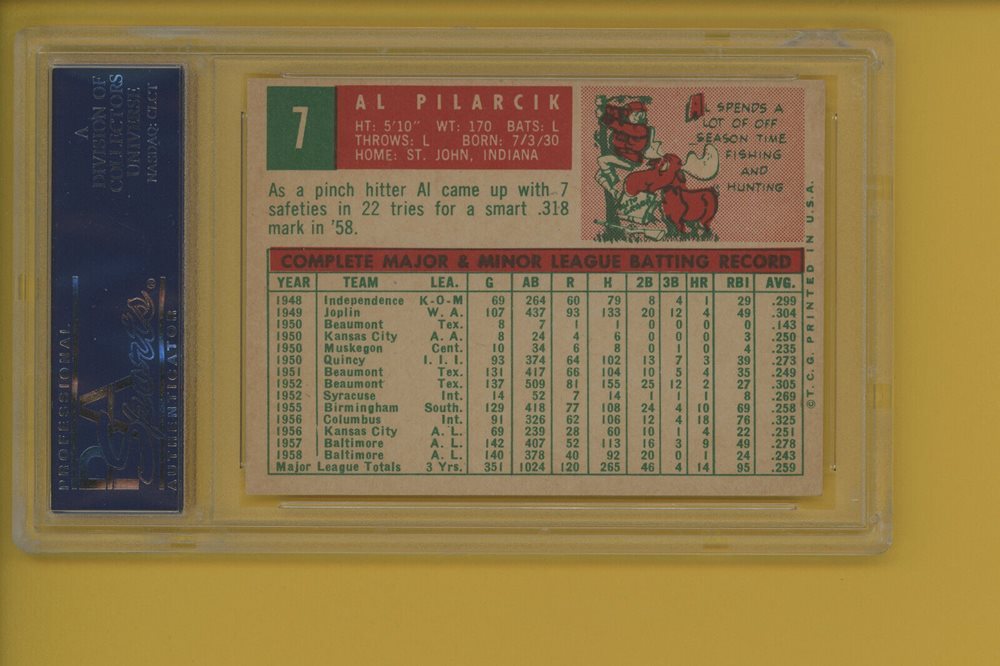 A
DIVISION OF
COLLECTORS
UNIVERSE
NASDAQ: CLCT
PROFESSIONAL
PSA
Sports®
AUTHENTICATOR
7
AL PILARCIK
HT: 5'10" WT: 170 BATS: L
THROWS: L BORN: 7/3/30
HOME: ST. JOHN, INDIANA
As a pinch hitter Al came up with 7
safeties in 22 tries for a smart .318
mark in '58.
AL SPENDS A
LOT OF OFF
SEASON TIME
FISHING
AND
HUNTING
COMPLETE MAJOR & MINOR LEAGUE BATTING RECORD
YEAR TEAM LEA. G AB R H 2B 3B HR RBI AVG.
1948 Independence K-O-M 69 264 60 79 8 4 1 29 .299
1949 Joplin W. A. 107 437 93 133 20 12 4 49 .304
1950 Beaumont Tex. 8 7 1 1 0 0 0 0 .143
1950 Kansas City A. A. 8 24 4 6 0 0 0 3 .250
1950 Muskegon Cent. 10 34 6 8 0 1 0 4 .235
1950 Quincy I. I. I. 93 374 64 102 13 7 3 39 .273
1951 Beaumont Tex. 131 417 66 104 10 5 4 35 .249
1952 Beaumont Tex. 137 509 81 155 25 12 2 27 .305
1952 Syracuse Int. 14 52 7 14 1 1 1 8 .269
1955 Birmingham South. 129 418 77 108 24 4 10 69 .258
1956 Columbus Int. 91 326 62 106 12 4 18 76 .325
1956 Kansas City A. L. 69 239 28 60 10 1 4 22 .251
1957 Baltimore A. L. 142 407 52 113 16 3 9 49 .278
1958 Baltimore A. L. 140 378 40 92 20 0 1 24 .243
Major League Totals 3 Yrs. 351 1024 120 265 46 4 14 95 .259
©T.C.G. PRINTED IN U.S.A.